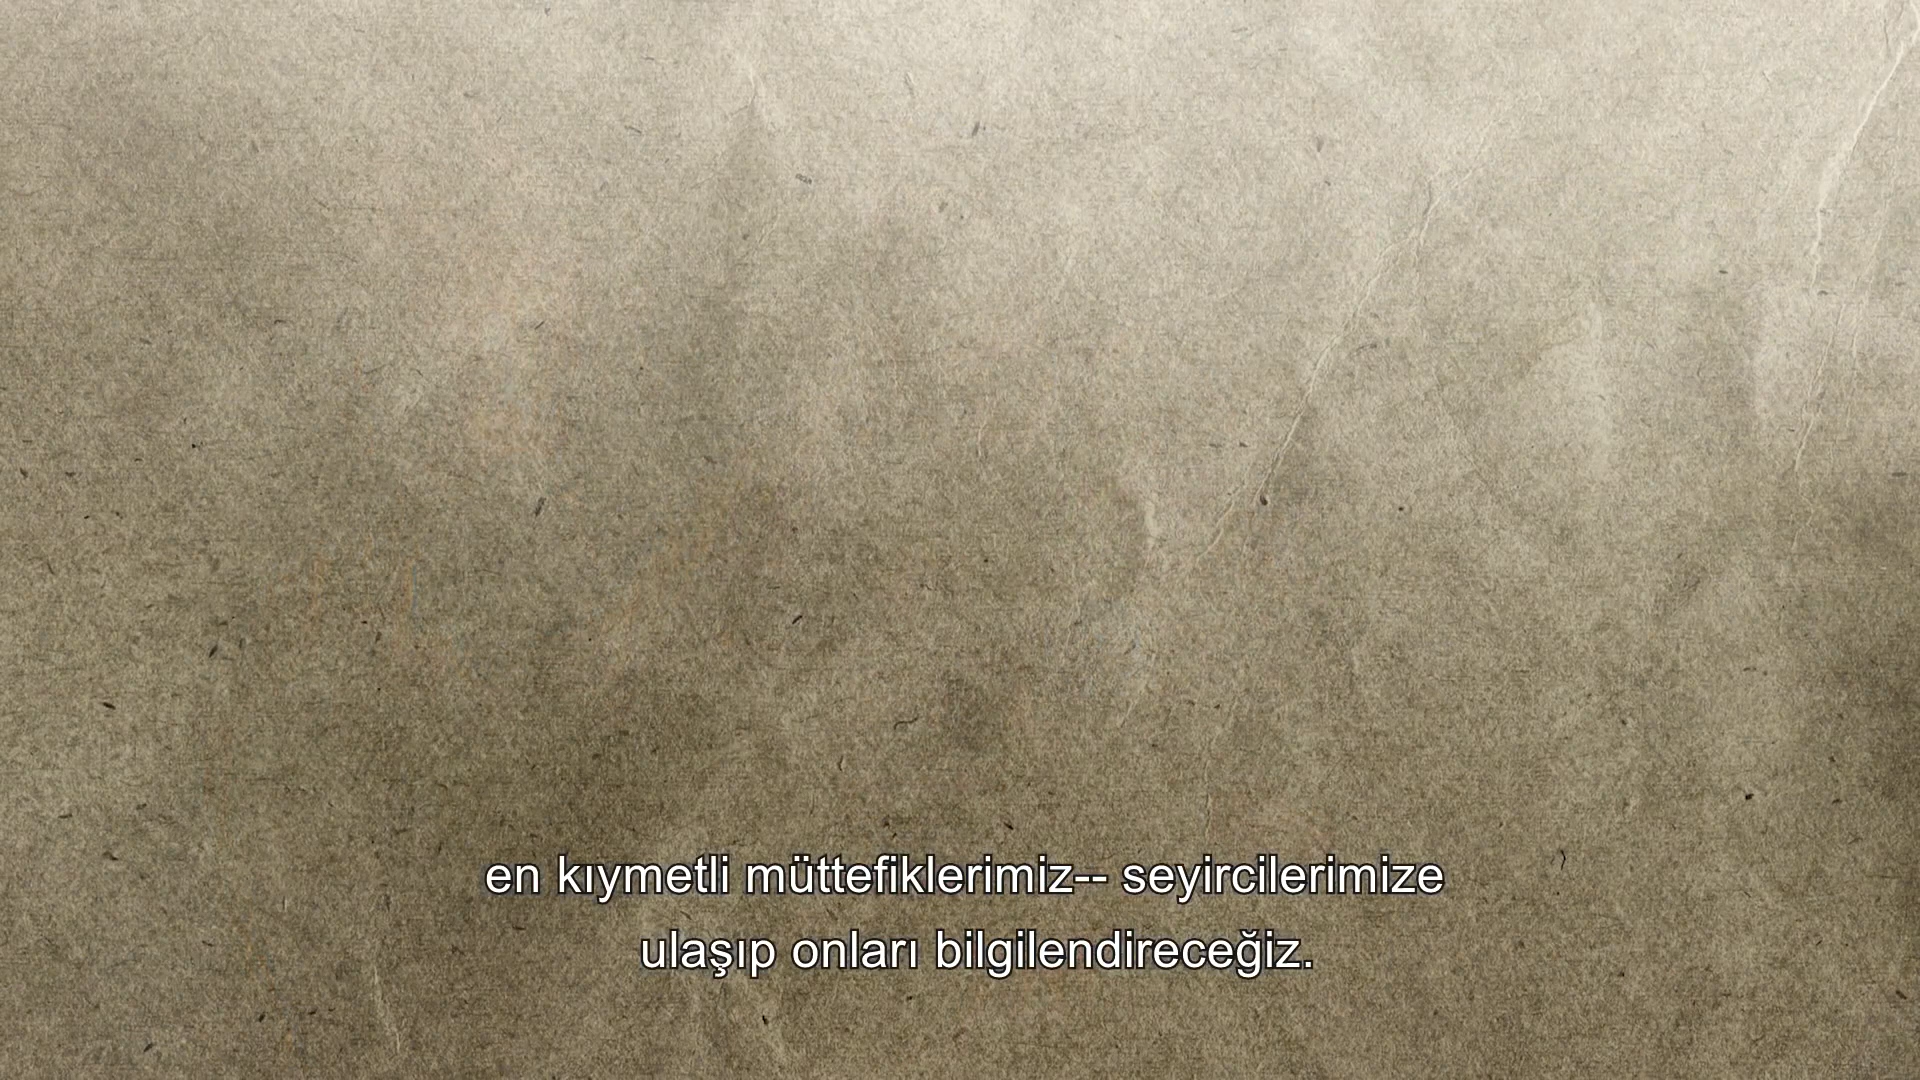 en kıymetli müttefiklerimiz-- seyircilerimize
ulaşıp onları bilgilendireceğiz.